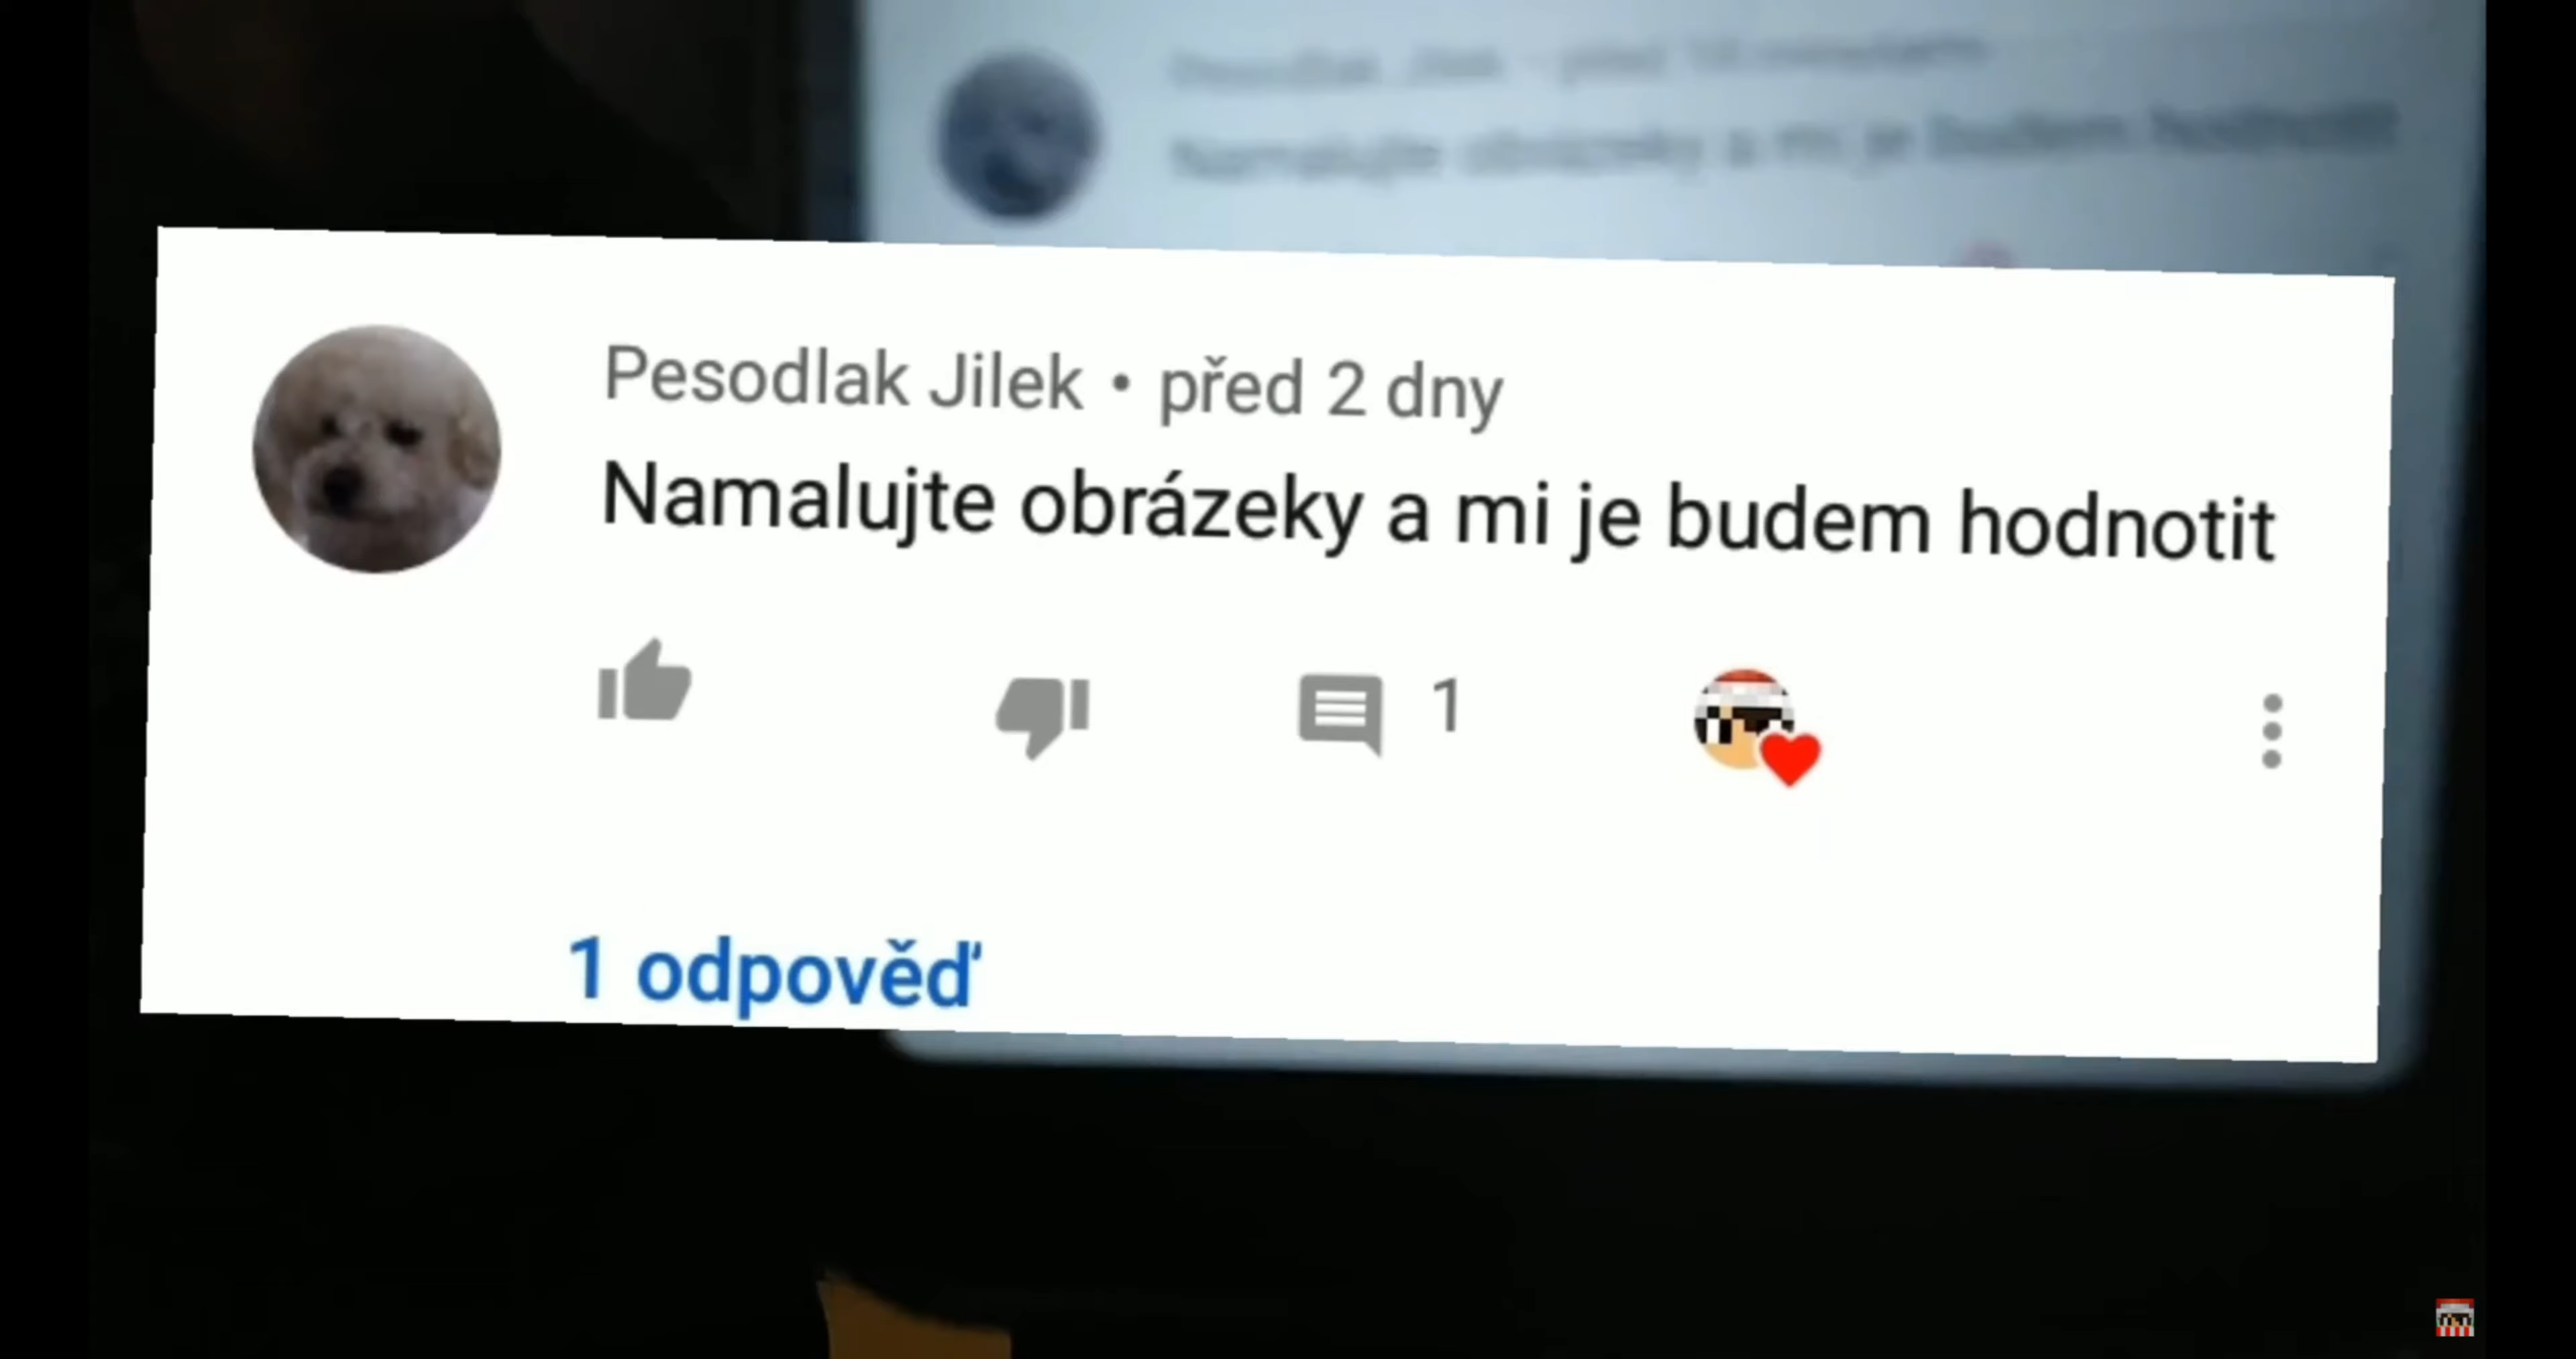 Pesodlak Jilek • před 2 dny
Namalujte obrázeky a mi je budem hodnotit
1
1 odpověď